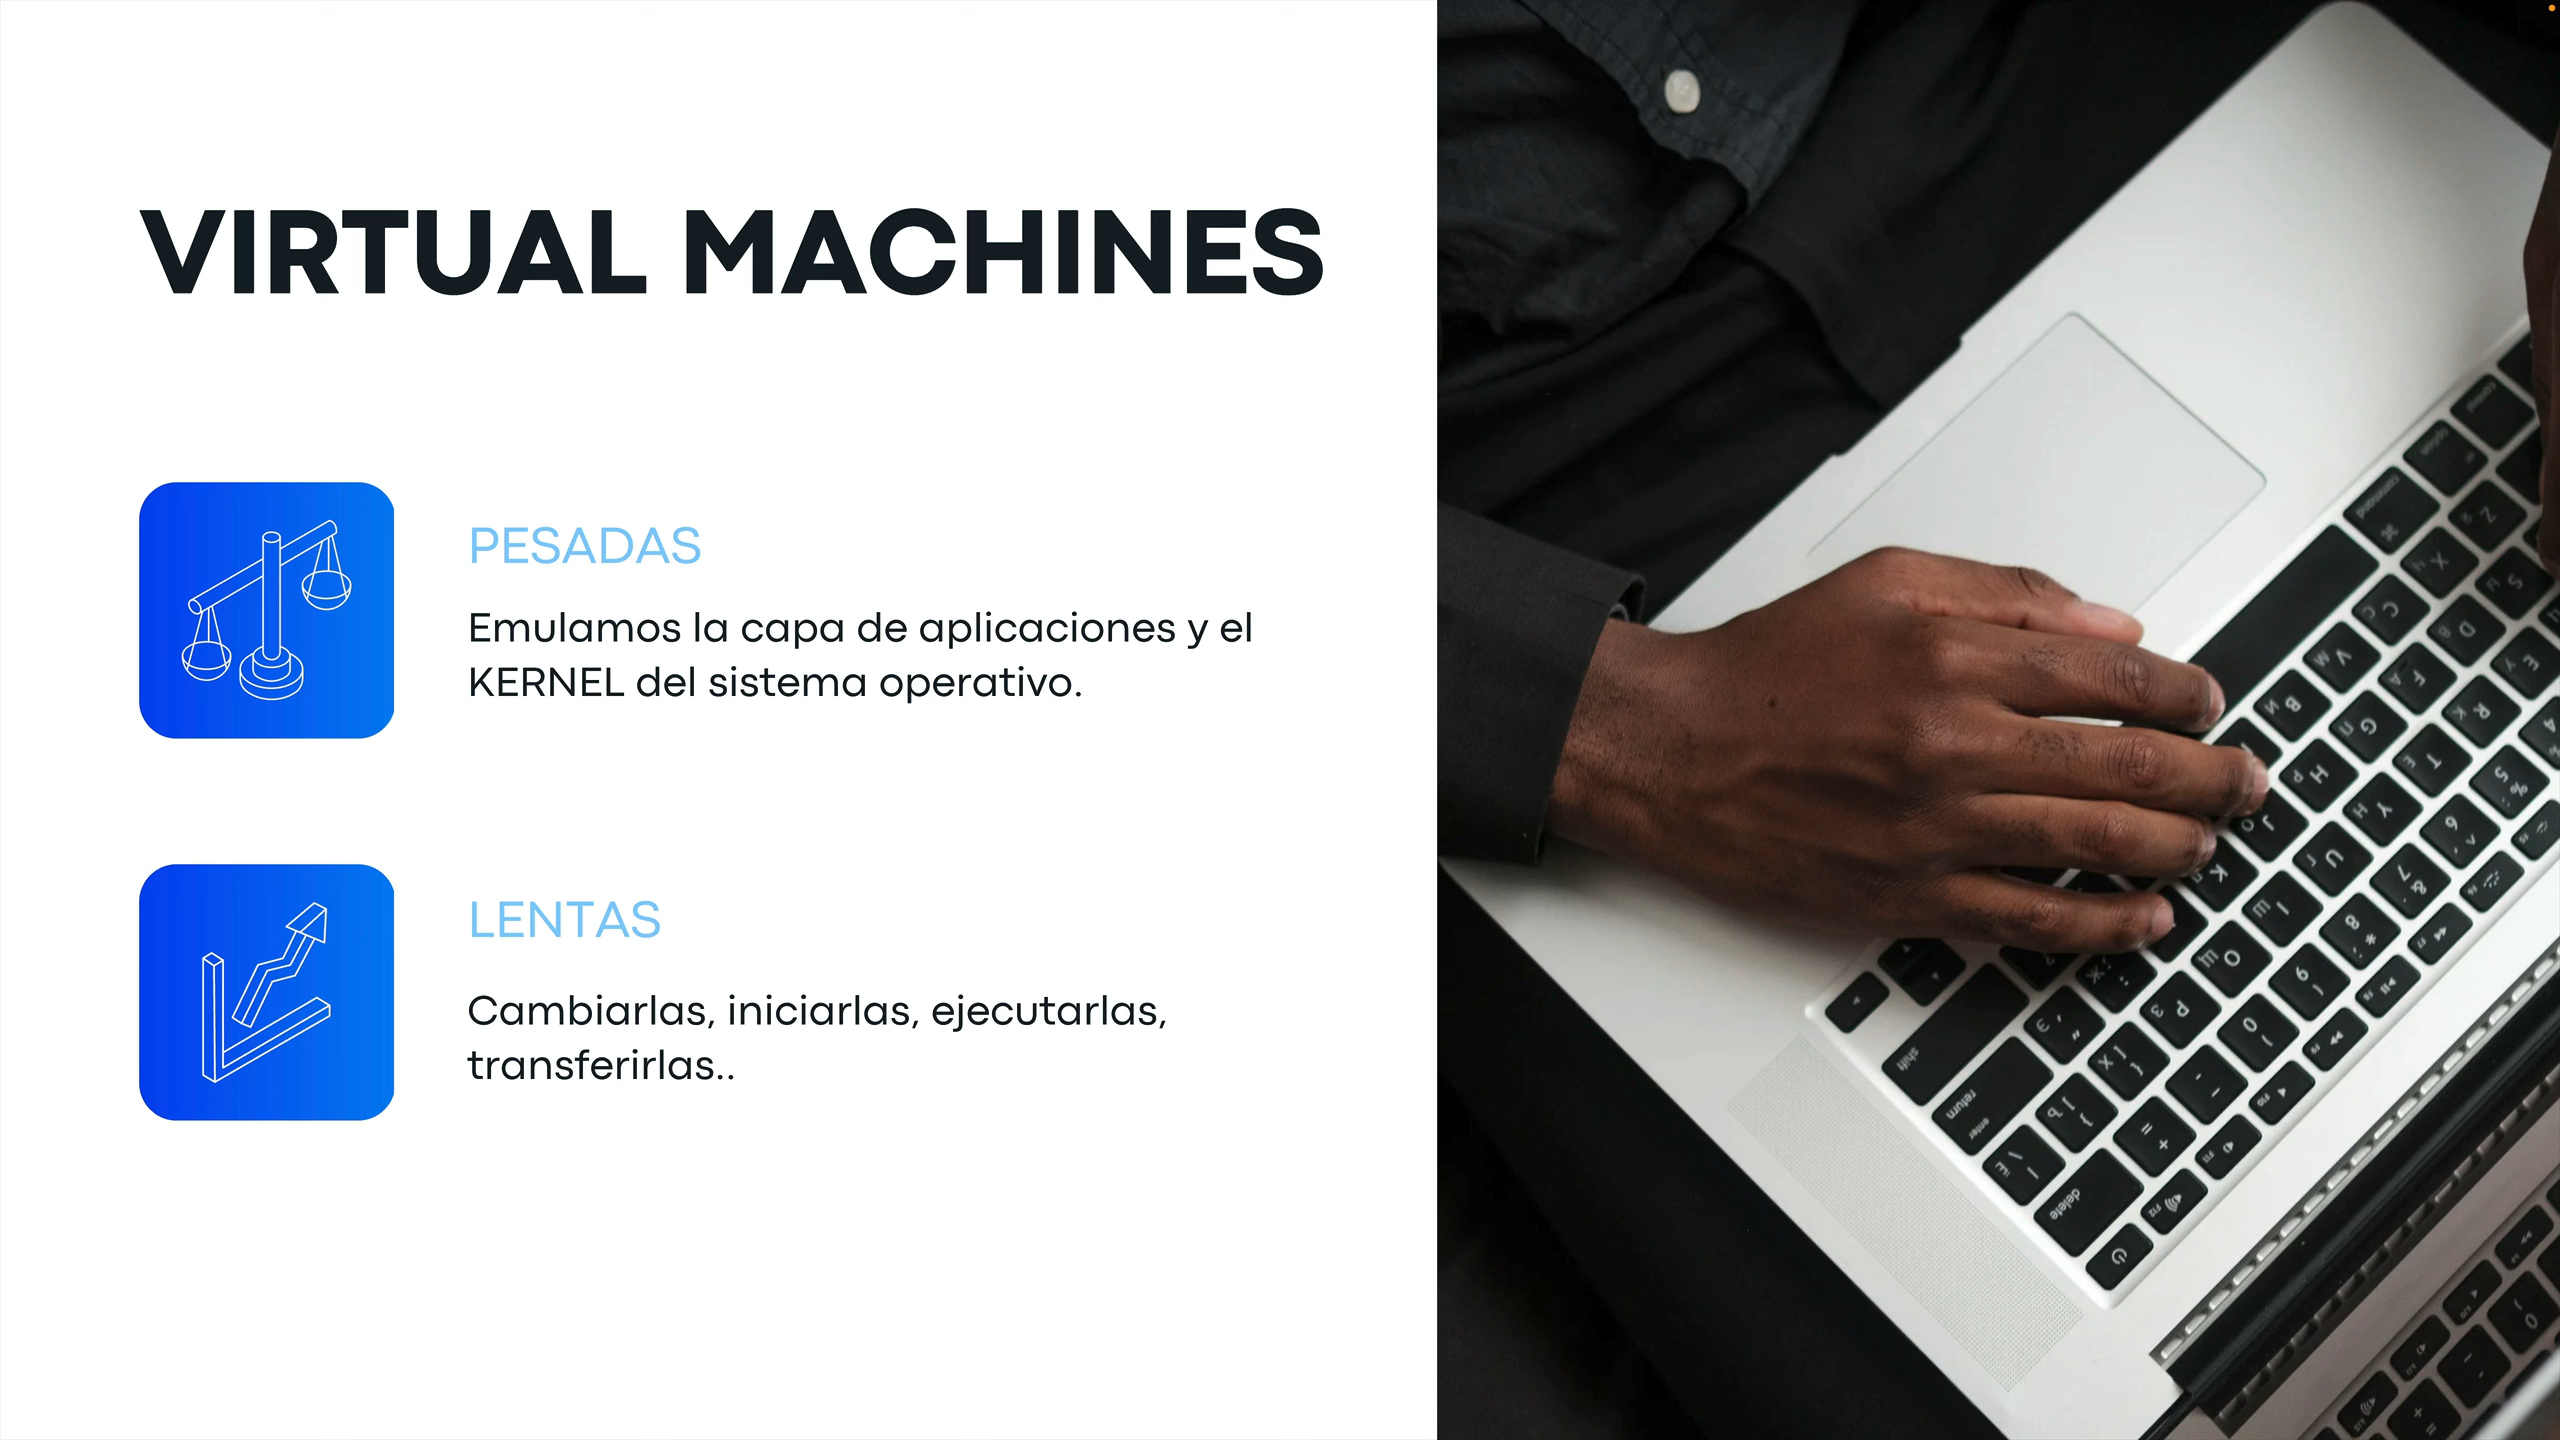 VIRTUAL MACHINES
PESADAS
Emulamos la capa de aplicaciones y el
KERNEL del sistema operativo.
LENTAS
Cambiarlas, iniciarlas, ejecutarlas,
transferirlas..